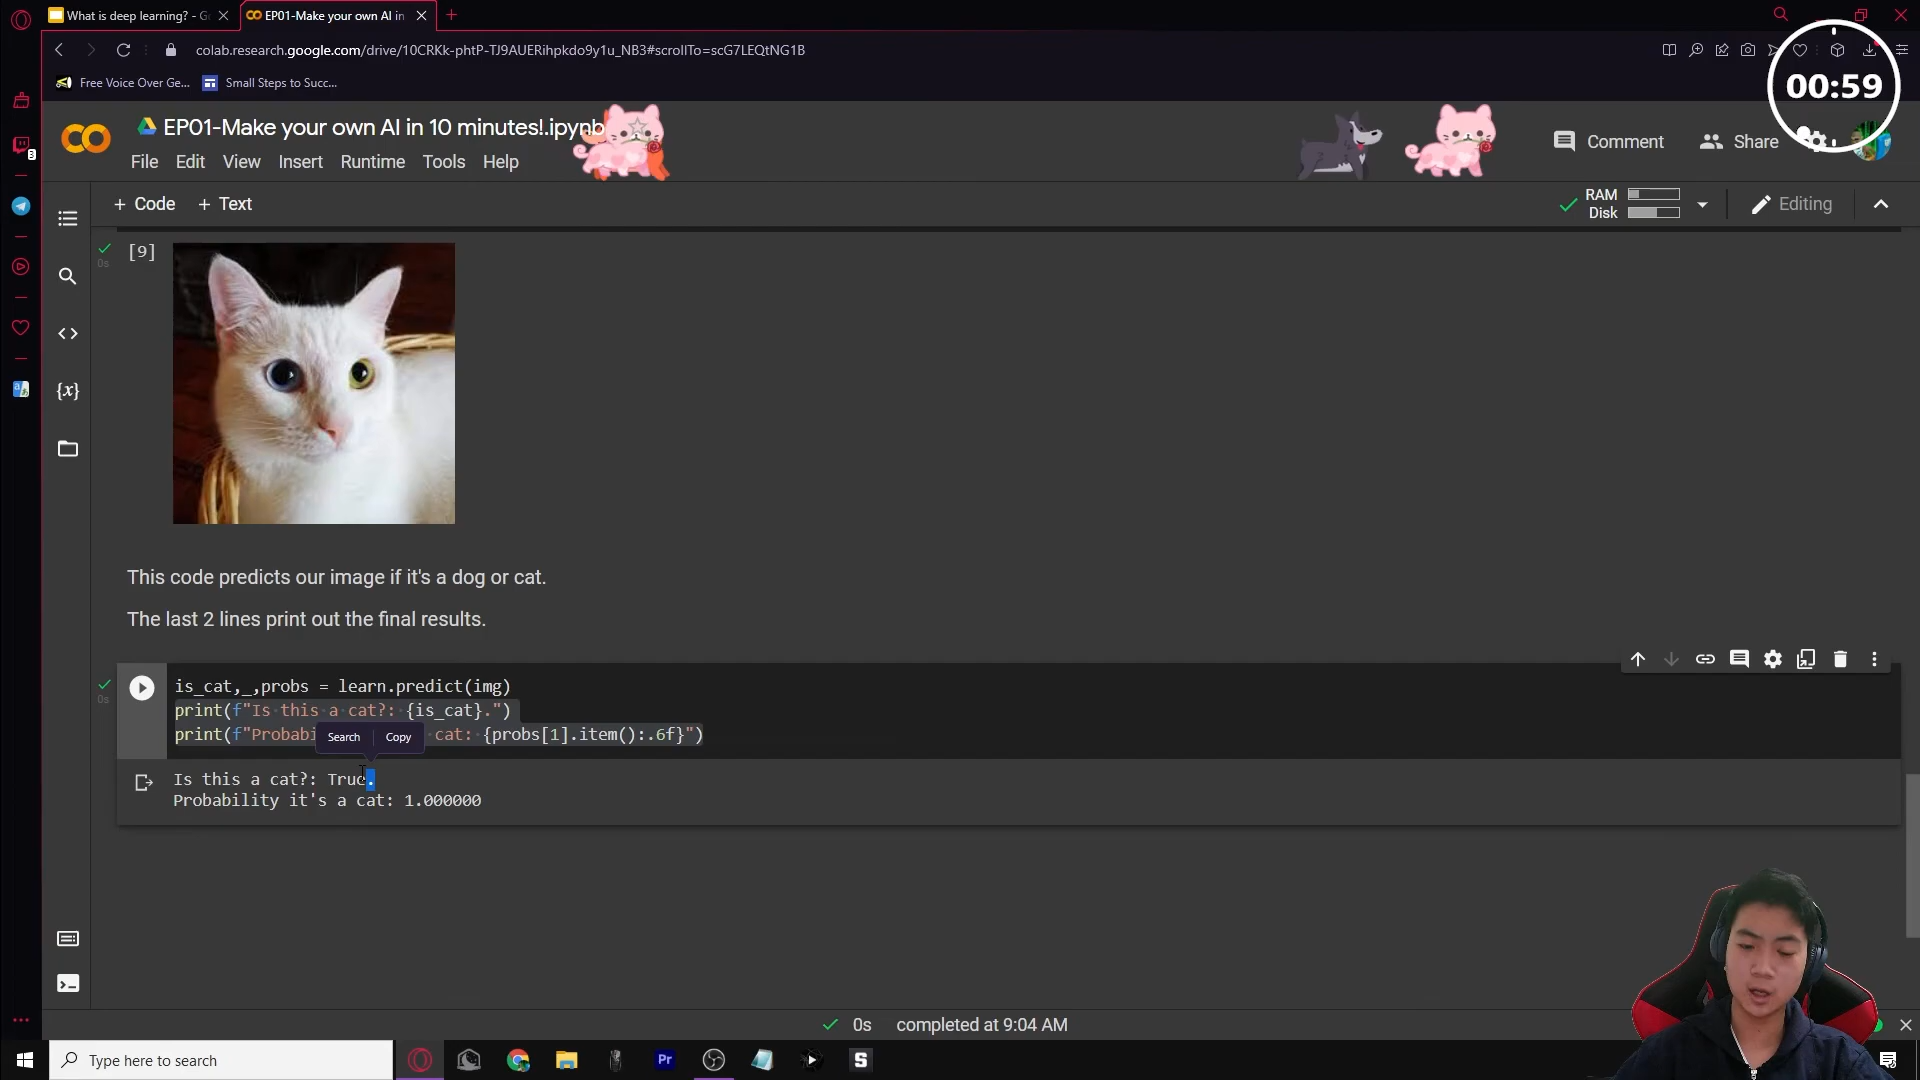 What is deep learning? - G
EP01-Make your own AI in
00:59
colab.research.google.com/drive/10CRKk-phtP-TJ9AUERihpkdo9y1u_NB3#scrollTo=scG7LEQtNG1B
Free Voice Over Ge...
Small Steps to Succ...
EP01-Make your own AI in 10 minutes!.ipynb
Comment
Share
File Edit View Insert Runtime Tools Help
+ Code + Text
RAM
Disk
Editing
3
[9]
0s
{x}
This code predicts our image if it's a dog or cat.
The last 2 lines print out the final results.
0s
is_cat,_,probs = learn.predict(img)
print(f"Is this a cat?: {is_cat}.")
print(f"Probabi cat: {probs[1].item():.6f}")
Search Copy
Is this a cat?: True.
Probability it's a cat: 1.000000
0s completed at 9:04 AM
Type here to search
Pr
S